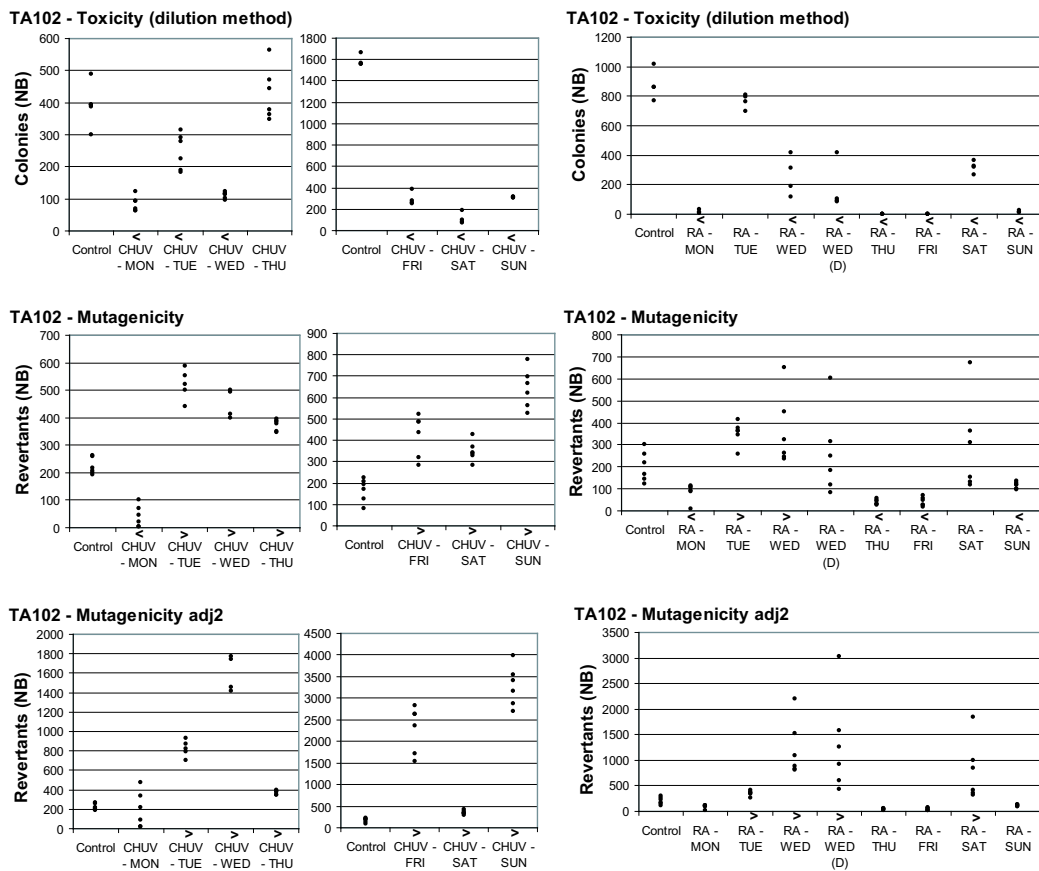 TA102 - Toxicity (dilution method)
Colonies (NB)
600
500
400
300
200
100
0
Control
< CHUV - MON
< CHUV - TUE
< CHUV - WED
CHUV - THU
1800
1600
1400
1200
1000
800
600
400
200
0
Control
< CHUV - FRI
< CHUV - SAT
< CHUV - SUN
Colonies (NB)
1200
1000
800
600
400
200
0
Control
< RA - MON
RA - TUE
< RA - WED
< RA - WED (D)
< RA - THU
< RA - FRI
< RA - SAT
< RA - SUN
TA102 - Toxicity (dilution method)
TA102 - Mutagenicity
Revertants (NB)
700
600
500
400
300
200
100
0
Control
< CHUV - MON
> CHUV - TUE
> CHUV - WED
> CHUV - THU
900
800
700
600
500
400
300
200
100
0
Control
> CHUV - FRI
> CHUV - SAT
> CHUV - SUN
TA102 - Mutagenicity
Revertants (NB)
800
700
600
500
400
300
200
100
0
Control
< RA - MON
> RA - TUE
> RA - WED
RA - WED (D)
< RA - THU
< RA - FRI
RA - SAT
< RA - SUN
TA102 - Mutagenicity adj2
Revertants (NB)
2000
1800
1600
1400
1200
1000
800
600
400
200
0
Control
CHUV - MON
> CHUV - TUE
> CHUV - WED
> CHUV - THU
4500
4000
3500
3000
2500
2000
1500
1000
500
0
Control
> CHUV - FRI
> CHUV - SAT
> CHUV - SUN
TA102 - Mutagenicity adj2
Revertants (NB)
3500
3000
2500
2000
1500
1000
500
0
Control
RA - MON
> RA - TUE
> RA - WED
> RA - WED (D)
RA - THU
RA - FRI
> RA - SAT
RA - SUN